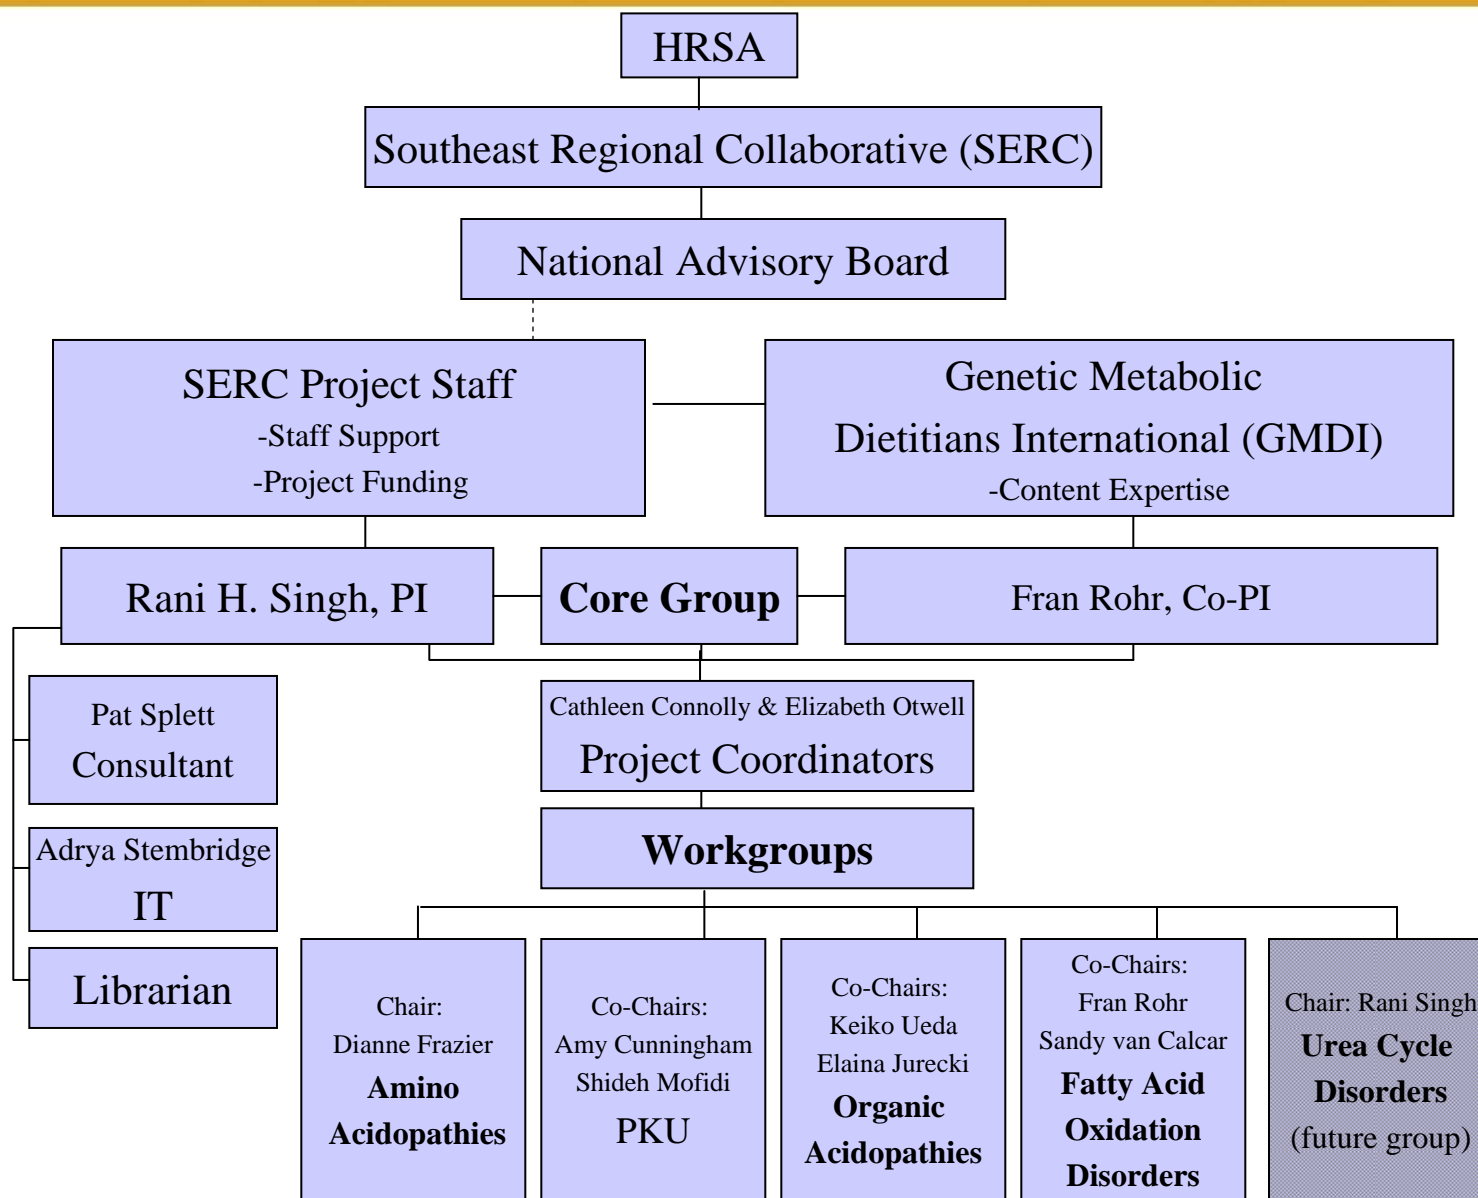 HRSA
Southeast Regional Collaborative (SERC)
National Advisory Board
SERC Project Staff
-Staff Support
-Project Funding
Genetic Metabolic
Dietitians International (GMDI)
-Content Expertise
Rani H. Singh, PI
Core Group
Fran Rohr, Co-PI
Pat Splett
Consultant
Adrya Stembridge
IT
Librarian
Cathleen Connolly & Elizabeth Otwell
Project Coordinators
Workgroups
Chair:
Dianne Frazier
Amino
Acidopathies
Co-Chairs:
Amy Cunningham
Shideh Mofidi
PKU
Co-Chairs:
Keiko Ueda
Elaina Jurecki
Organic
Acidopathies
Co-Chairs:
Fran Rohr
Sandy van Calcar
Fatty Acid
Oxidation
Disorders
Chair: Rani Singh
Urea Cycle
Disorders
(future group)